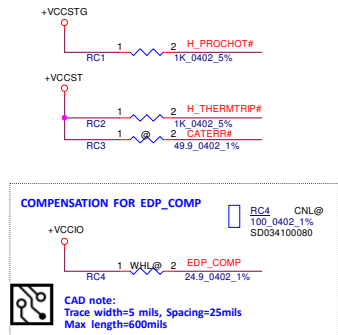 +VCCSTG
1 2 H_PROCHOT#
RC1 1K_0402_5%
+VCCST
1 2 H_THERMTRIP#
RC2 1K_0402_5%
1 @ 2 CATERR#
RC3 49.9_0402_1%
COMPENSATION FOR EDP_COMP
RC4 CNL@
100_0402_1%
SD034100080
+VCCIO
1 WHL@ 2 EDP_COMP
RC4 24.9_0402_1%
CAD note:
Trace width=5 mils, Spacing=25mils
Max length=600mils